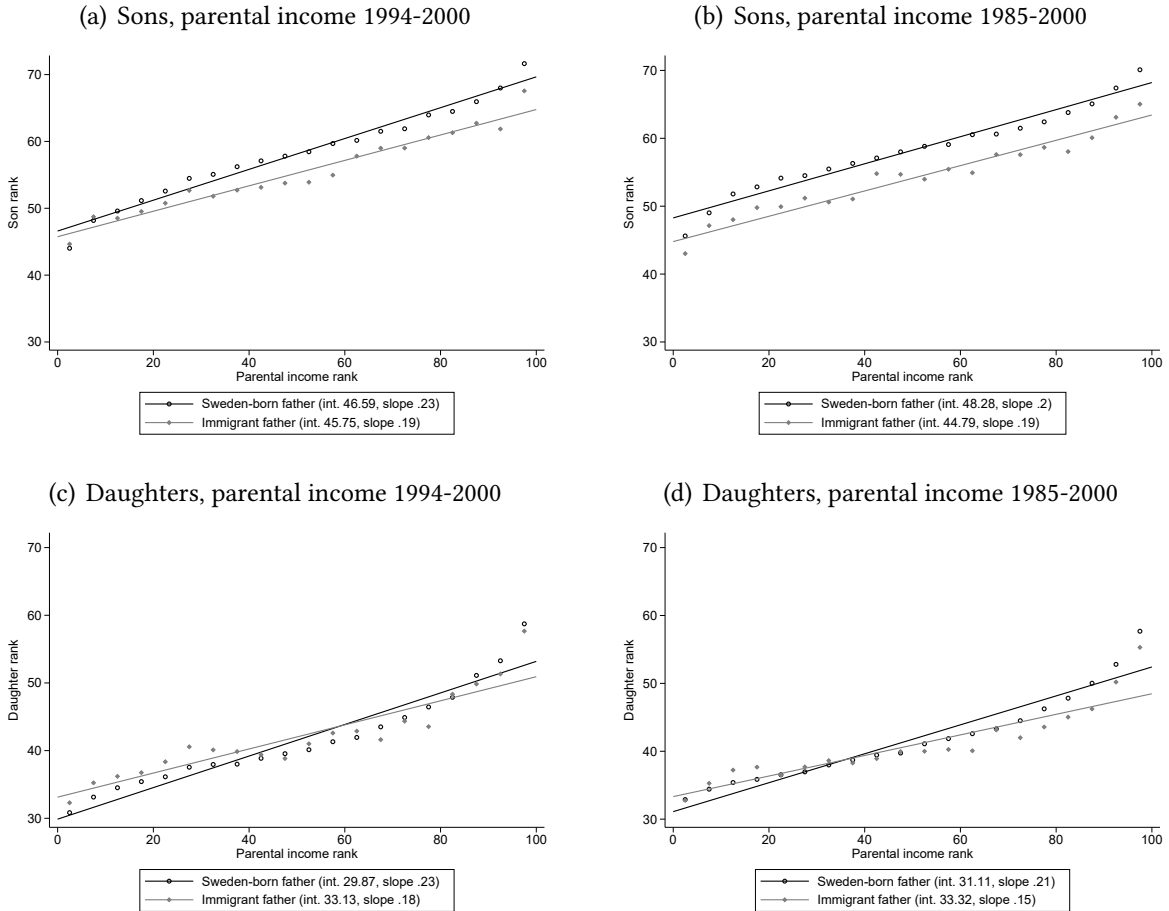 (a) Sons, parental income 1994-2000
70
60
50
40
30
Son rank
0 20 40 60 80 100
Parental income rank
Sweden-born father (int. 46.59, slope .23)
Immigrant father (int. 45.75, slope .19)
(b) Sons, parental income 1985-2000
70
60
50
40
30
Son rank
0 20 40 60 80 100
Parental income rank
Sweden-born father (int. 48.28, slope .2)
Immigrant father (int. 44.79, slope .19)
(c) Daughters, parental income 1994-2000
70
60
50
40
30
Daughter rank
0 20 40 60 80 100
Parental income rank
Sweden-born father (int. 29.87, slope .23)
Immigrant father (int. 33.13, slope .18)
(d) Daughters, parental income 1985-2000
70
60
50
40
30
Daughter rank
0 20 40 60 80 100
Parental income rank
Sweden-born father (int. 31.11, slope .21)
Immigrant father (int. 33.32, slope .15)